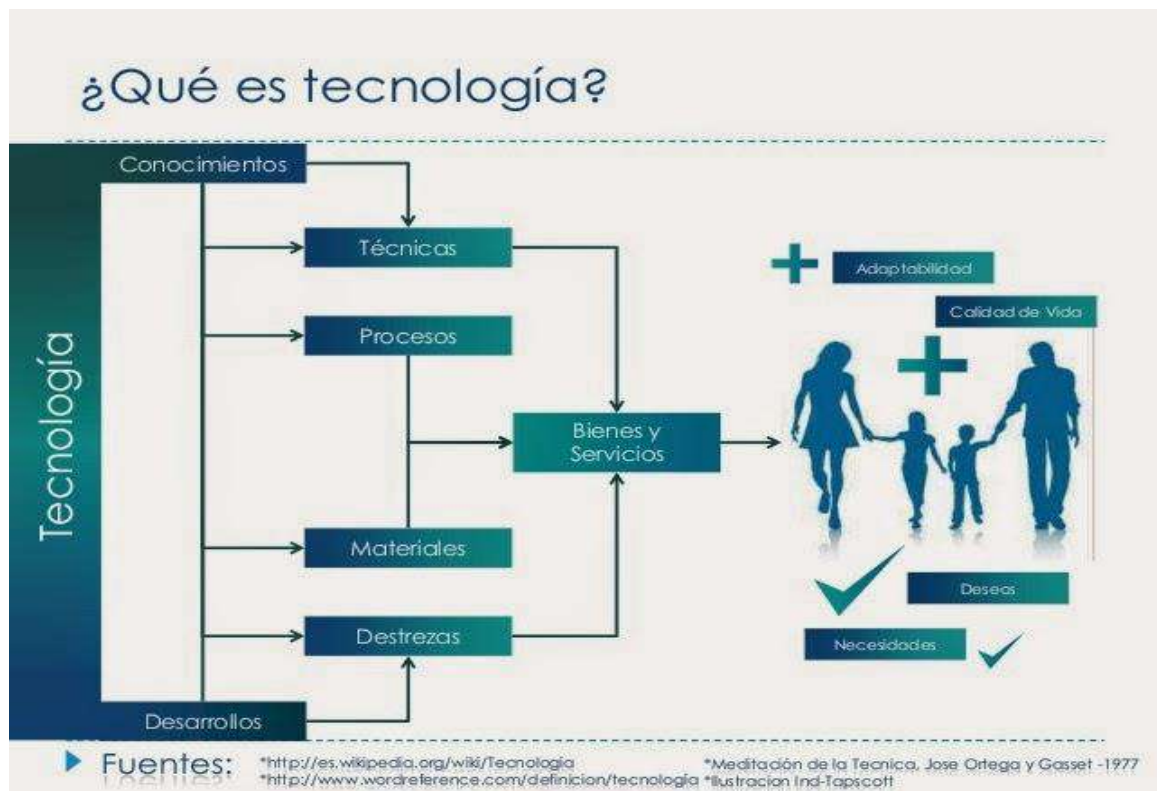 ¿Qué es tecnología?
Tecnología
Conocimientos
Técnicas
Procesos
Materiales
Destrezas
Desarrollos
Bienes y
Servicios
Adaptabilidad
Calidad de Vida
Deseos
Necesidades
Fuentes:
*http://es.wikipedia.org/wiki/Tecnologia
*http://www.wordreference.com/definicion/tecnologia
*Meditación de la Tecnica, Jose Ortega y Gasset -1977
*Ilustracion Ind-Tapscott